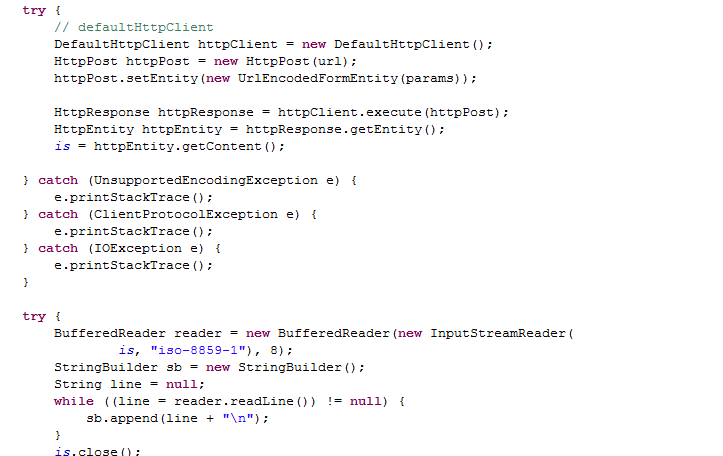 try {
    // defaultHttpClient
    DefaultHttpClient httpClient = new DefaultHttpClient();
    HttpPost httpPost = new HttpPost(url);
    httpPost.setEntity(new UrlEncodedFormEntity(params));

    HttpResponse httpResponse = httpClient.execute(httpPost);
    HttpEntity httpEntity = httpResponse.getEntity();
    is = httpEntity.getContent();

} catch (UnsupportedEncodingException e) {
    e.printStackTrace();
} catch (ClientProtocolException e) {
    e.printStackTrace();
} catch (IOException e) {
    e.printStackTrace();
}

try {
    BufferedReader reader = new BufferedReader(new InputStreamReader(
            is, "iso-8859-1"), 8);
    StringBuilder sb = new StringBuilder();
    String line = null;
    while ((line = reader.readLine()) != null) {
        sb.append(line + "\n");
    }
    is.close();